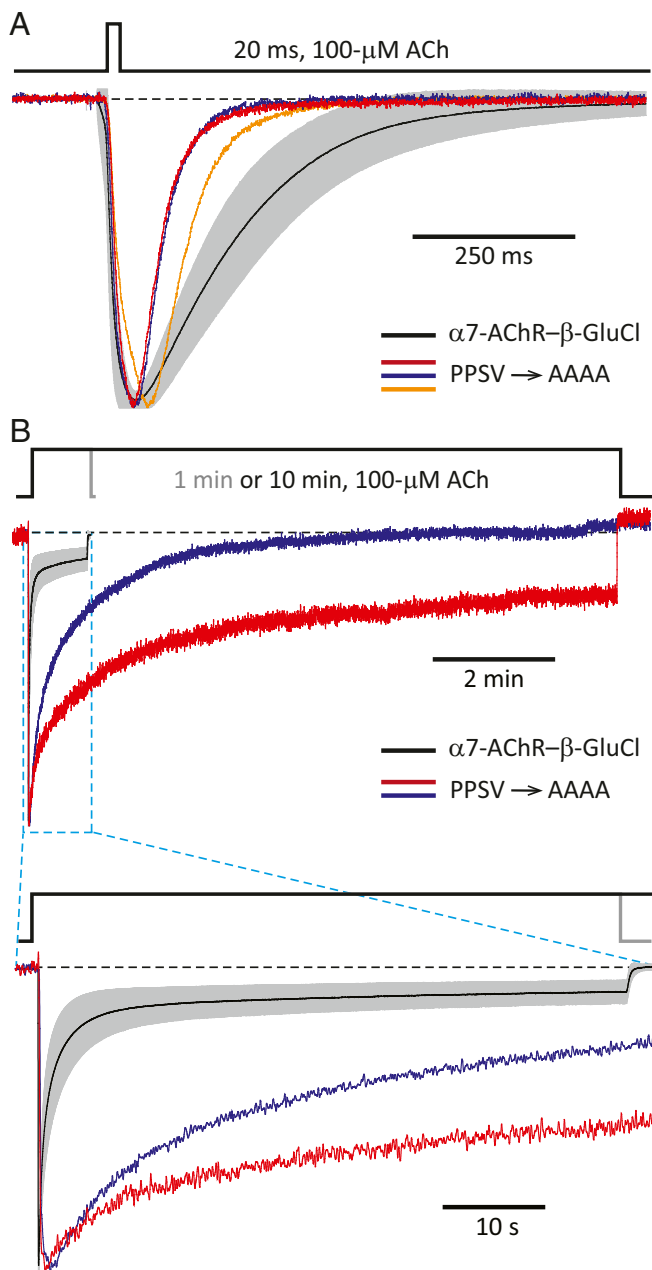 A
20 ms, 100-μM ACh
250 ms
α7-AChR–β-GluCl
PPSV → AAAA
B
1 min or 10 min, 100-μM ACh
2 min
α7-AChR–β-GluCl
PPSV → AAAA
10 s